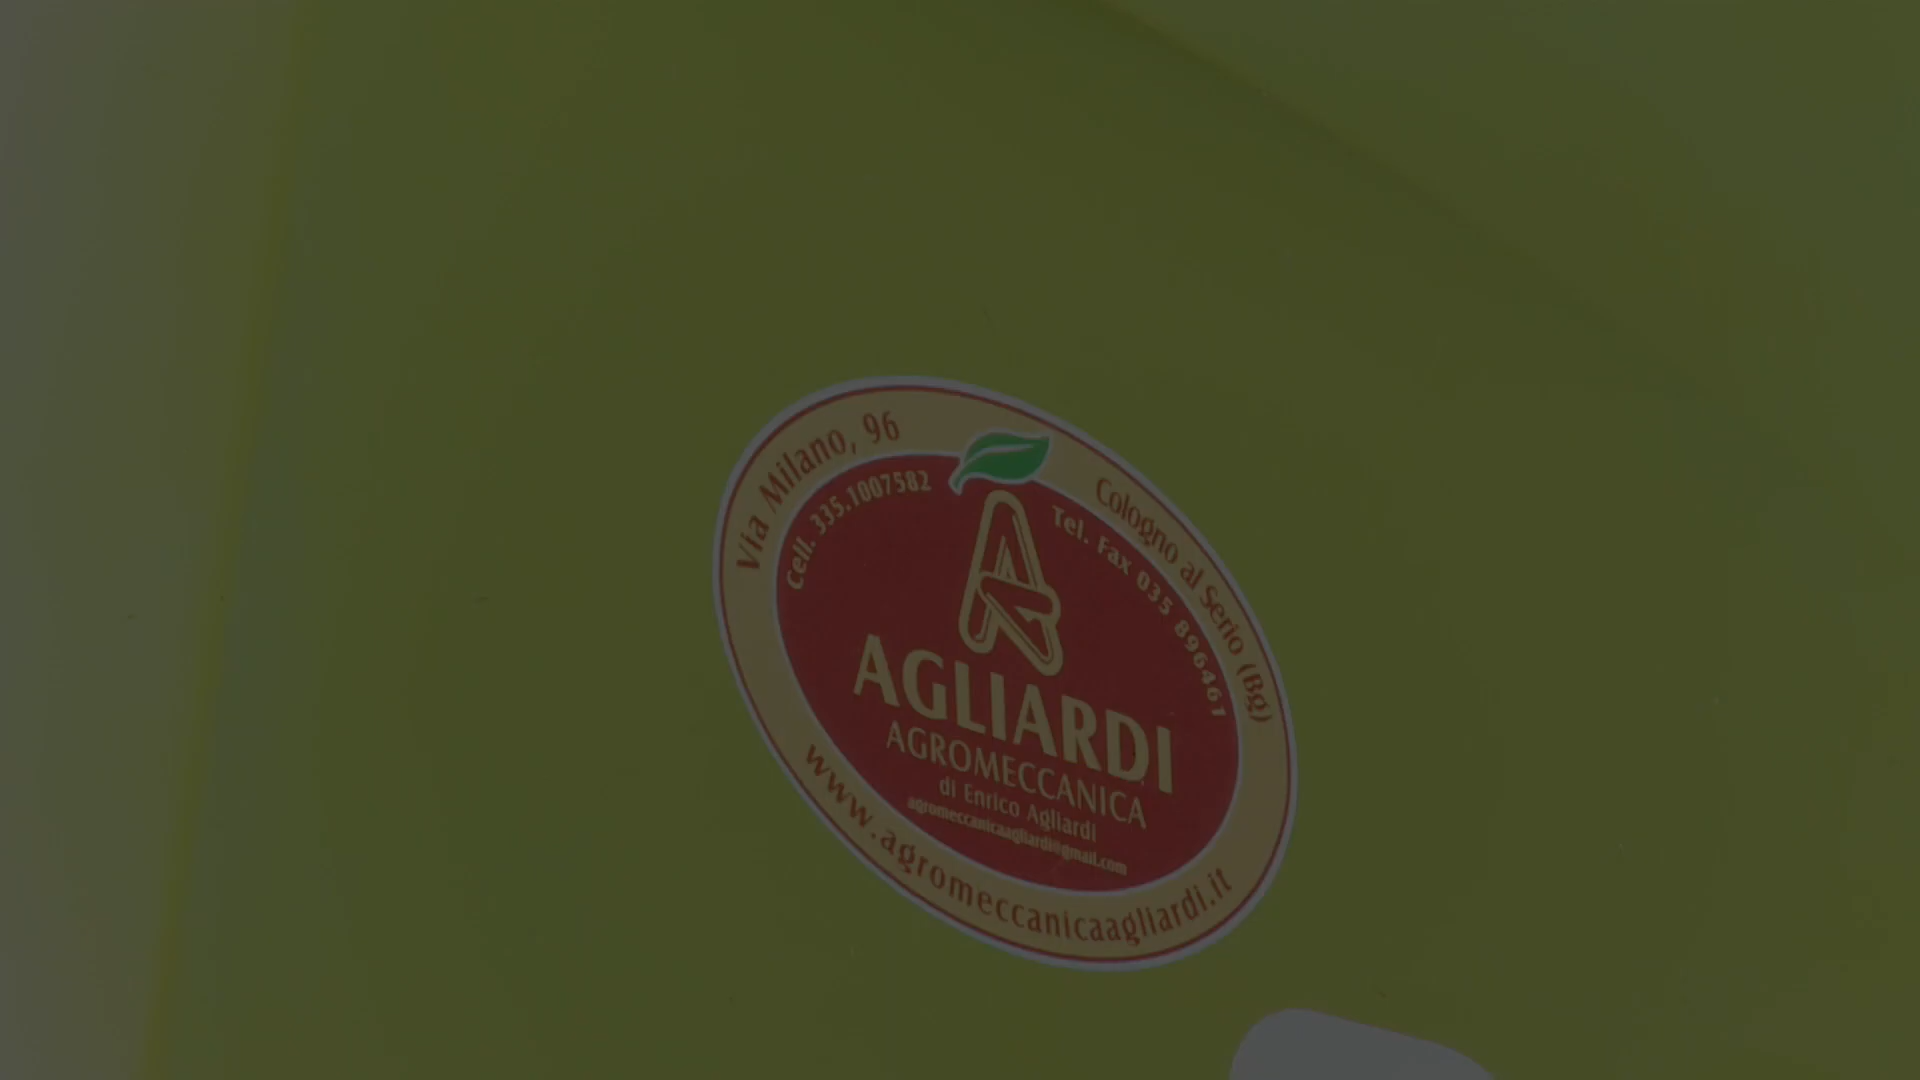 Via Milano, 96
Cologno al Serio (Bg)
Cell. 335.1007582
Tel. Fax 035 896461
A
AGLIARDI
AGROMECCANICA
di Enrico Agliardi
agromeccanicaagliardi@gmail.com
www.agromeccanicaagliardi.it